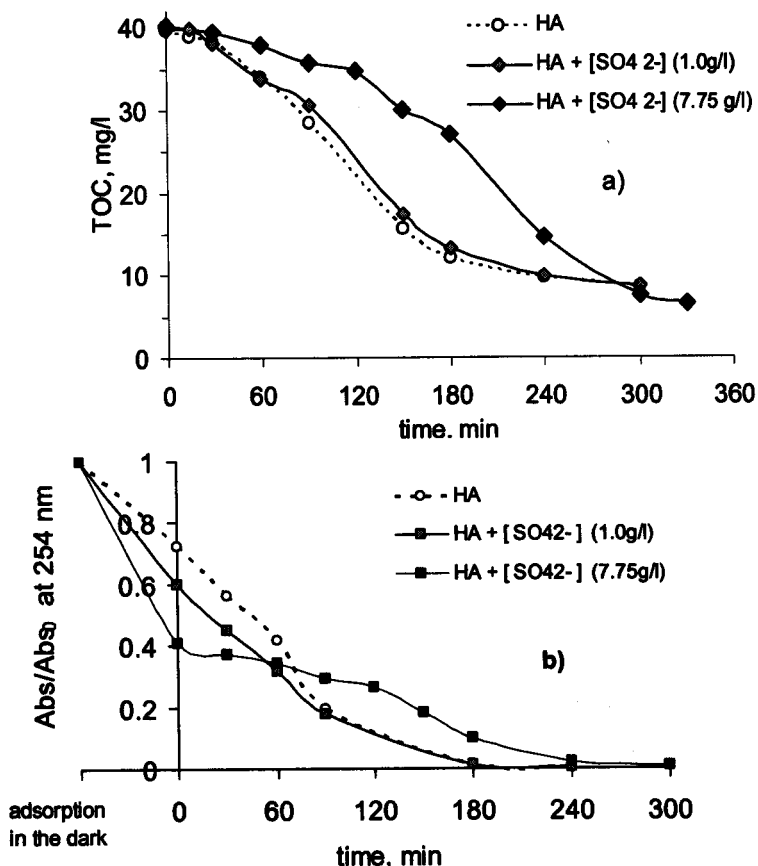 40
30
20
10
0
TOC, mg/l
HA
HA + [SO4 2-] (1.0g/l)
HA + [SO4 2-] (7.75 g/l)
a)
0 60 120 180 240 300 360
time. min
1
0.8
0.6
0.4
0.2
0
Abs/Abs0 at 254 nm
HA
HA + [SO42-] (1.0g/l)
HA + [SO42-] (7.75g/l)
b)
adsorption
in the dark
0 60 120 180 240 300
time, min